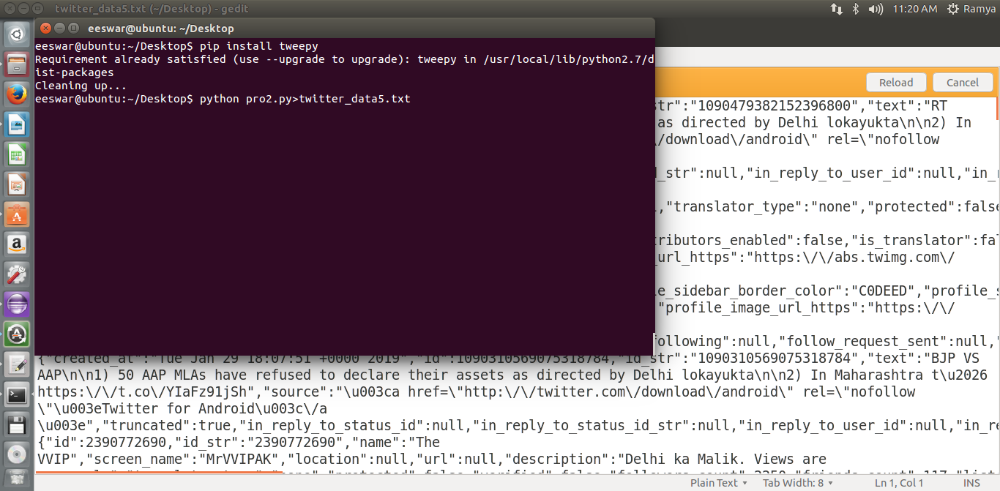 twitter_data5.txt (~/Desktop) - gedit
11:20 AM
Ramya
eeswar@ubuntu: ~/Desktop
eeswar@ubuntu:~/Desktop$ pip install tweepy
Requirement already satisfied (use --upgrade to upgrade): tweepy in /usr/local/lib/python2.7/d
ist-packages
Cleaning up...
eeswar@ubuntu:~/Desktop$ python pro2.py>twitter_data5.txt
Reload
Cancel
str":"1090479382152396800","text":"RT
as directed by Delhi lokayukta\n\n2) In
\/download\/android\" rel=\"nofollow
_str":null,"in_reply_to_user_id":null,"in_r
,"translator_type":"none","protected":false
tributors_enabled":false,"is_translator":fal
url_https":"https:\/\/abs.twimg.com\/
e_sidebar_border_color":"C0DEED","profile_s
"profile_image_url_https":"https:\/\/
following":null,"follow_request_sent":null,"
{"created_at":"Tue Jan 29 18:07:51 +0000 2019","id":1090310569075318784,"id_str":"1090310569075318784","text":"BJP VS
AAP\n\n1) 50 AAP MLAs have refused to declare their assets as directed by Delhi lokayukta\n\n2) In Maharashtra t\u2026
https:\/\/t.co\/YIaFz91jSh","source":"\u003ca href=\"http:\/\/twitter.com\/download\/android\" rel=\"nofollow
\"\u003eTwitter for Android\u003c\/a
\u003e","truncated":true,"in_reply_to_status_id":null,"in_reply_to_status_id_str":null,"in_reply_to_user_id":null,"in_re
{"id":2390772690,"id_str":"2390772690","name":"The
VVIP","screen_name":"MrVVIPAK","location":null,"url":null,"description":"Delhi ka Malik. Views are
Plain Text
Tab Width: 8
Ln 1, Col 1
INS